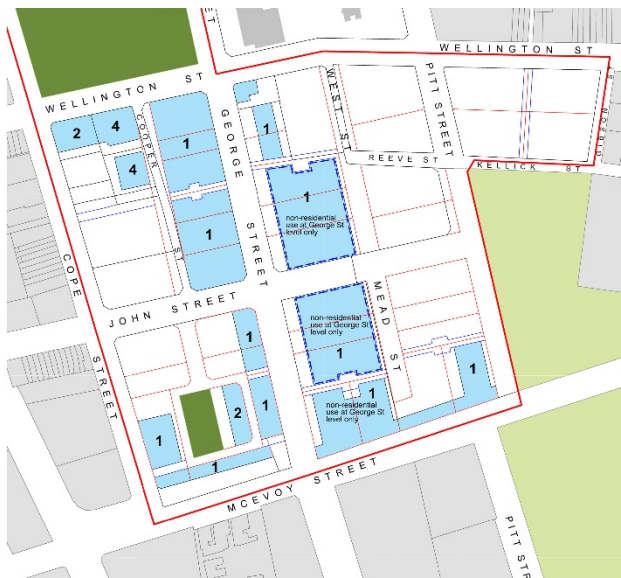 WELLINGTON ST
WELLINGTON ST
WEST ST
PITT STREET
2
4
COOPEN ST
4
1
GEORGE STREET
1
REEVE ST
KELLICK ST
1
non-residential
use at George St
level only
1
COPE STREET
JOHN STREET
MEAD ST
non-residential
use at George St
level only
1
1
1
1
non-residential
use at George St
level only
1
2
1
1
MCEVOY STREET
PITT STR